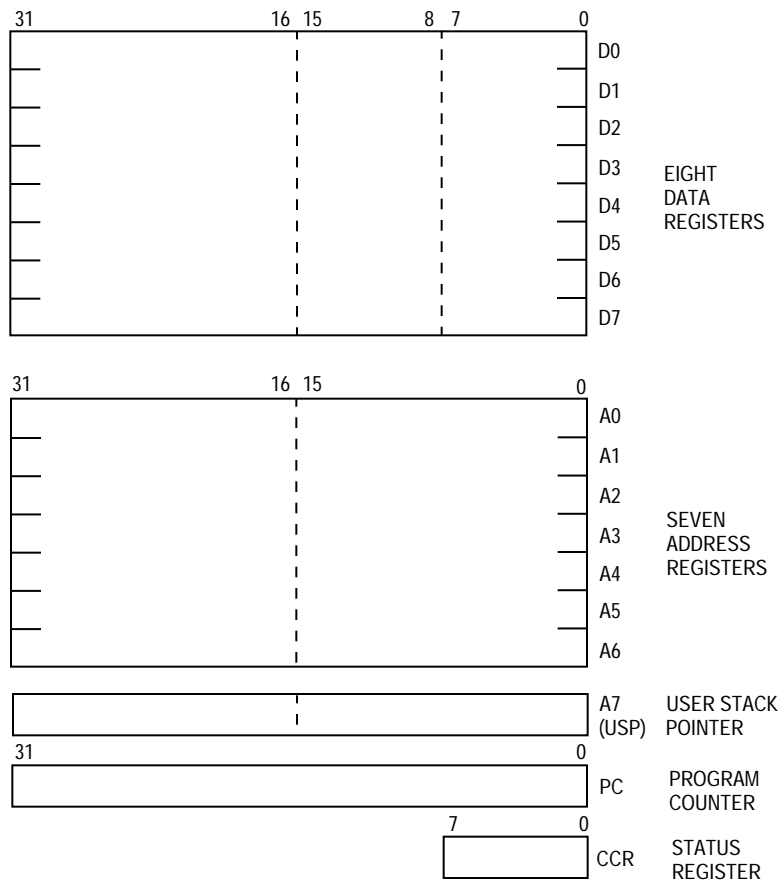 31 16 15 8 7 0
D0
D1
D2
D3
D4
D5
D6
D7
EIGHT
DATA
REGISTERS
31 16 15 0
A0
A1
A2
A3
A4
A5
A6
SEVEN
ADDRESS
REGISTERS
A7
(USP)
USER STACK
POINTER
31 0
PC
PROGRAM
COUNTER
7 0
CCR
STATUS
REGISTER